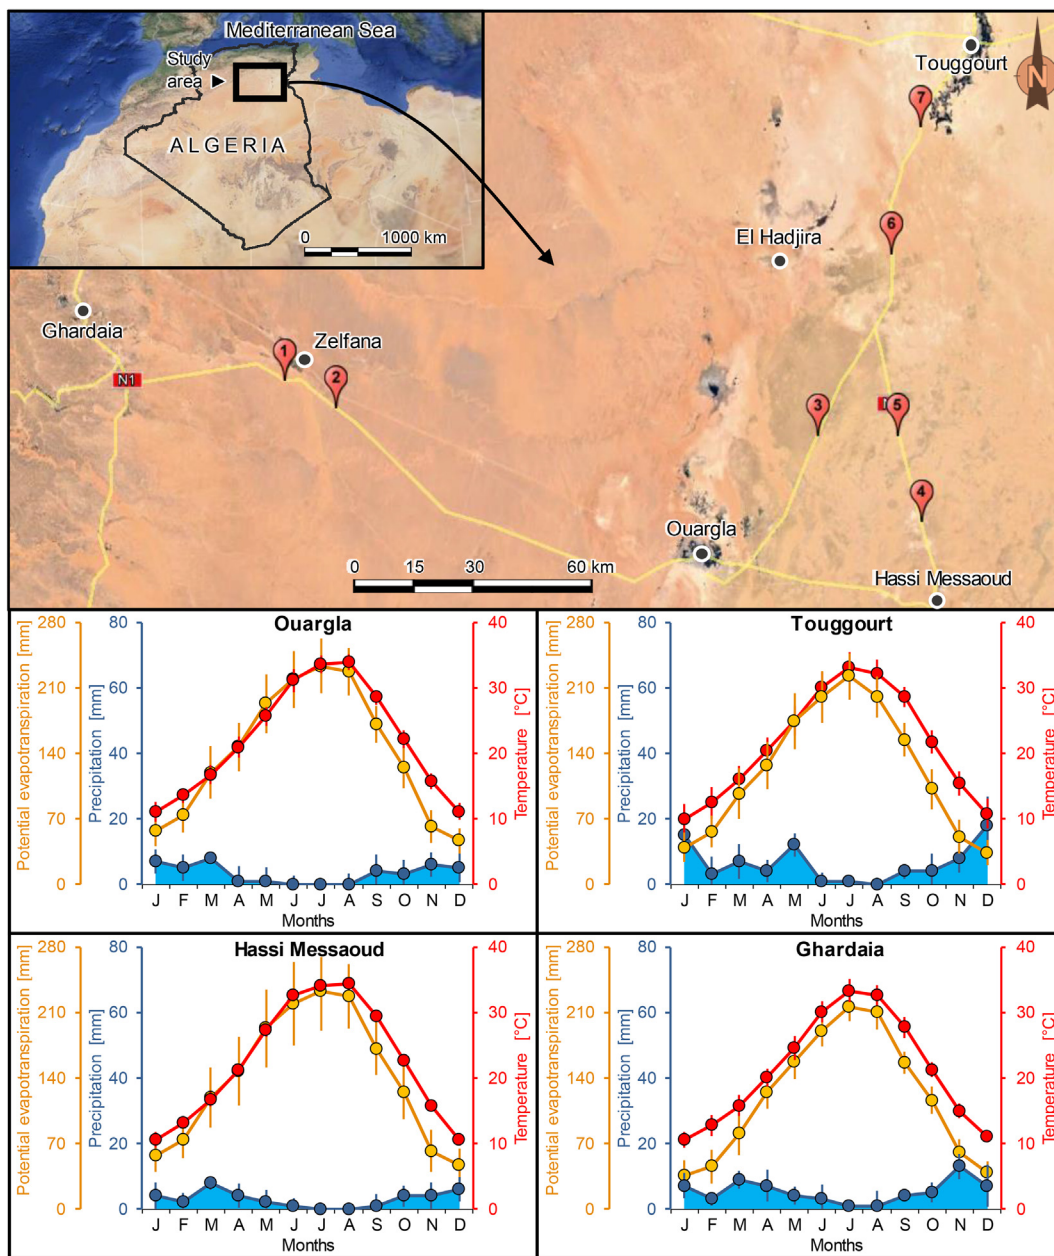 Mediterranean Sea
Study
area
ALGERIA
0 1000 km
Touggourt
N
7
6
El Hadjira
Ghardaia
Zelfana
1
2
N1
3
5
4
Ouargla
0 15 30 60 km
Hassi Messaoud
Ouargla
Potential evapotranspiration [mm]
280
210
140
70
0
Precipitation [mm]
80
60
40
20
0
Temperature [°C]
40
30
20
10
0
J F M A M J J A S O N D
Months
Touggourt
Potential evapotranspiration [mm]
280
210
140
70
0
Precipitation [mm]
80
60
40
20
0
Temperature [°C]
40
30
20
10
0
J F M A M J J A S O N D
Months
Hassi Messaoud
Potential evapotranspiration [mm]
280
210
140
70
0
Precipitation [mm]
80
60
40
20
0
Temperature [°C]
40
30
20
10
0
J F M A M J J A S O N D
Months
Ghardaia
Potential evapotranspiration [mm]
280
210
140
70
0
Precipitation [mm]
80
60
40
20
0
Temperature [°C]
40
30
20
10
0
J F M A M J J A S O N D
Months